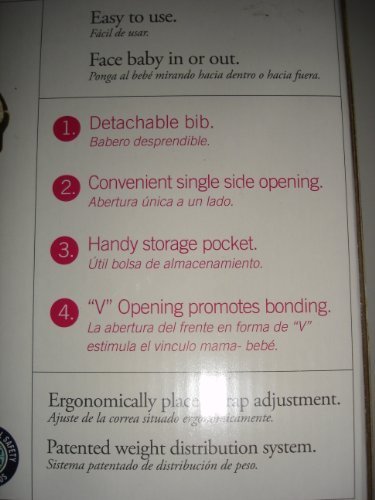 Easy to use.
Fácil de usar.
Face baby in or out.
Ponga al bebé mirando hacia dentro o hacia fuera.
1. Detachable bib.
Babero desprendible.
2. Convenient single side opening.
Abertura única a un lado.
3. Handy storage pocket.
Útil bolsa de almacenamiento.
4. “V” Opening promotes bonding.
La abertura del frente en forma de “V”
estimula el vinculo mama- bebé.
Ergonomically adjustment.
Ajuste de la correa situado ergonómicamente.
Patented weight distribution system.
Sistema patentado de distribución de peso.
SAFETY